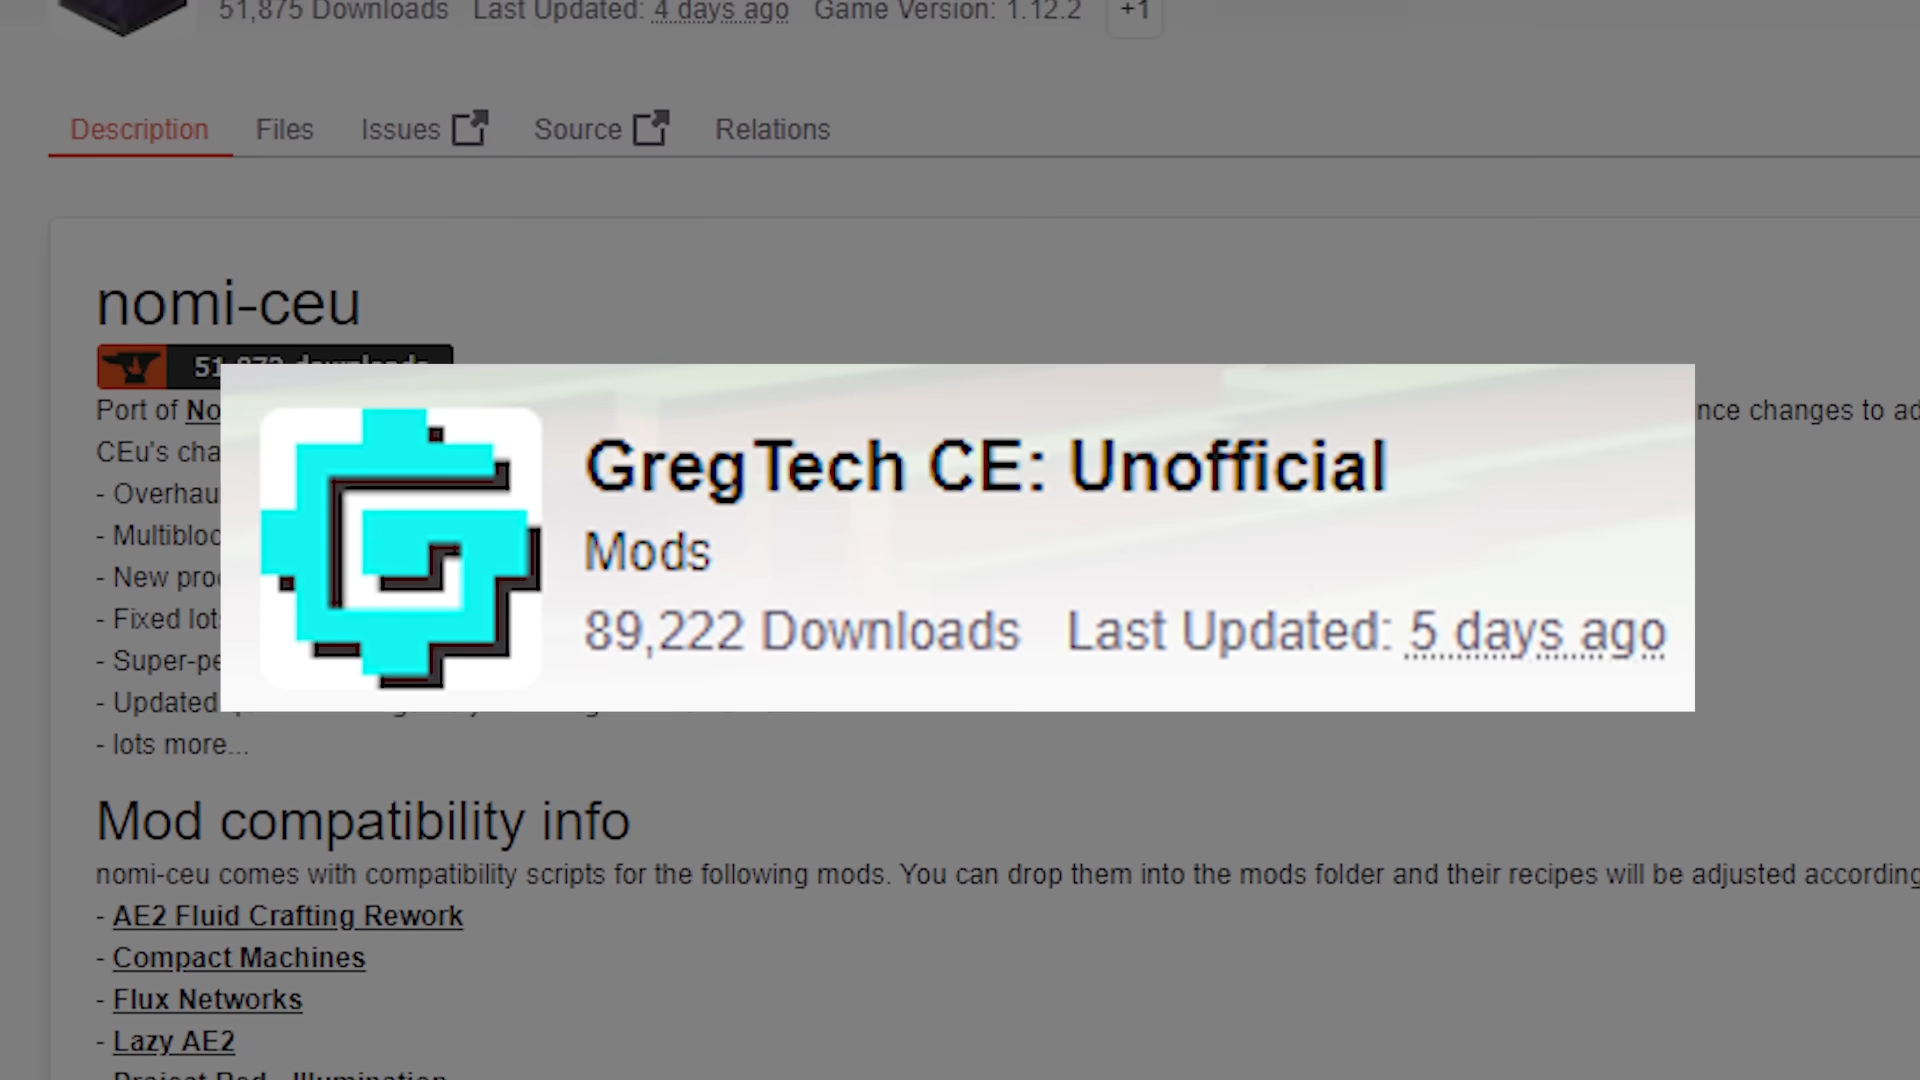 51,875 Downloads Last Updated: 4 days ago Game Version: 1.12.2 +1
Description Files Issues Source Relations
nomi-ceu
Port of No
nce changes to ad
CEu's cha
- Overhau
- Multibloc
- New pro
- Fixed lot
- Super-pe
- Updated
- lots more...
GregTech CE: Unofficial
Mods
89,222 Downloads Last Updated: 5 days ago
Mod compatibility info
nomi-ceu comes with compatibility scripts for the following mods. You can drop them into the mods folder and their recipes will be adjusted according
- AE2 Fluid Crafting Rework
- Compact Machines
- Flux Networks
- Lazy AE2
- Project Red - Illumination